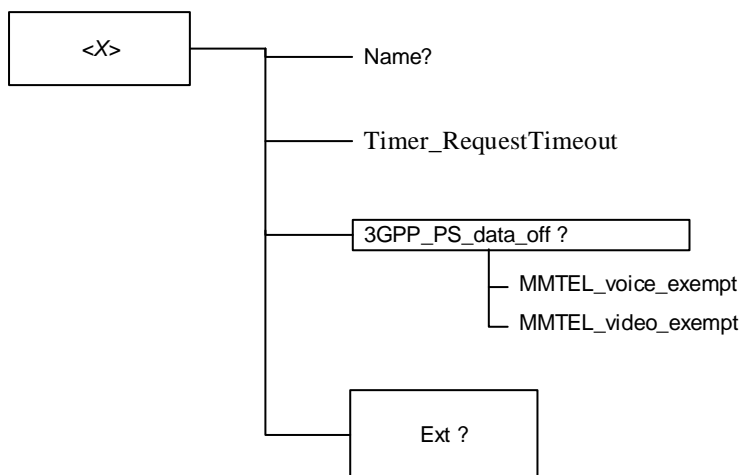 <X>
Name?
Timer_RequestTimeout
3GPP_PS_data_off ?
MMTEL_voice_exempt
MMTEL_video_exempt
Ext ?